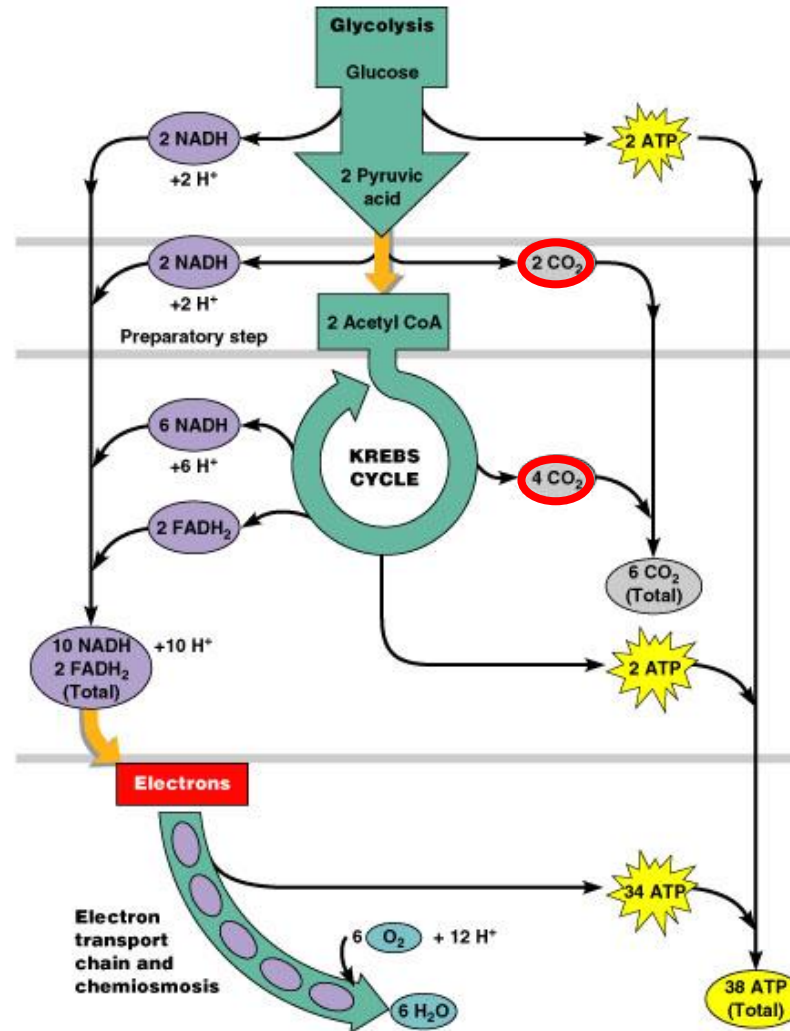 Glycolysis
Glucose
2 NADH
+2 H⁺
2 ATP
2 Pyruvic
acid
2 NADH
+2 H⁺
2 CO₂
Preparatory step
2 Acetyl CoA
6 NADH
+6 H⁺
KREBS
CYCLE
4 CO₂
2 FADH₂
6 CO₂
(Total)
10 NADH
2 FADH₂
(Total)
+10 H⁺
2 ATP
Electrons
34 ATP
Electron
transport
chain and
chemiosmosis
6 O₂ + 12 H⁺
6 H₂O
38 ATP
(Total)